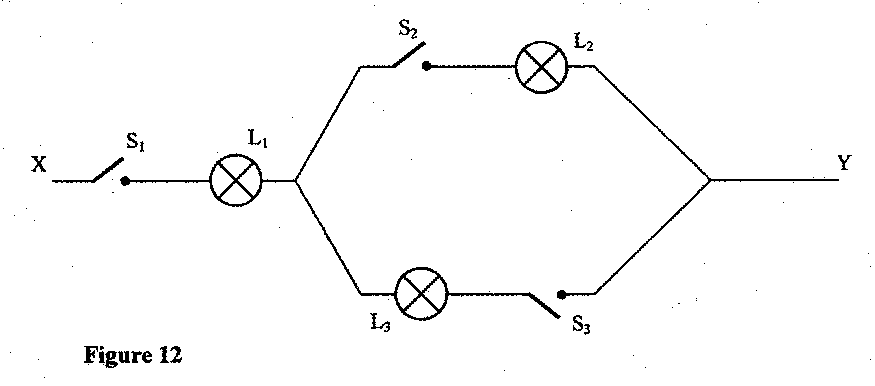 S₂
L₂
S₁
L₁
X
Y
L₃
S₃
Figure 12